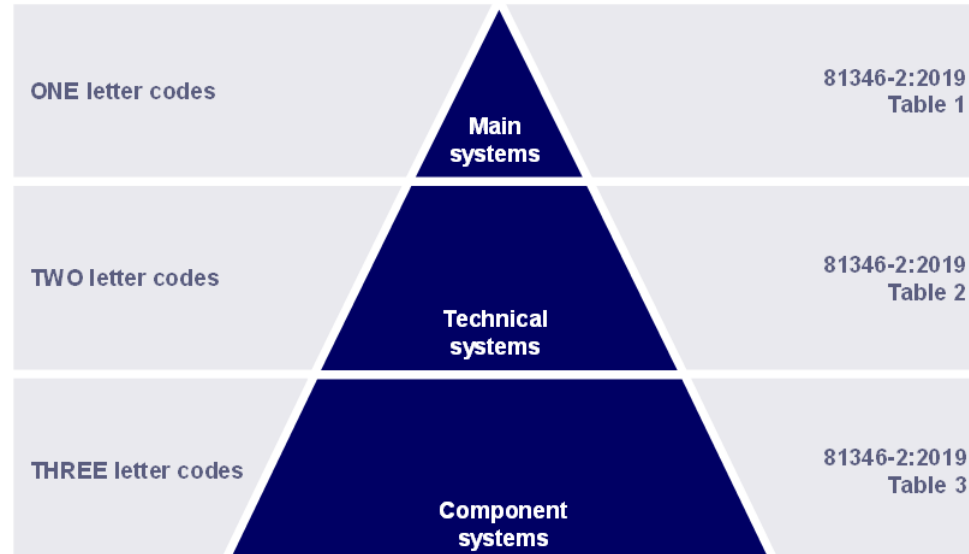 ONE letter codes
Main
systems
81346-2:2019
Table 1
TWO letter codes
Technical
systems
81346-2:2019
Table 2
THREE letter codes
Component
systems
81346-2:2019
Table 3